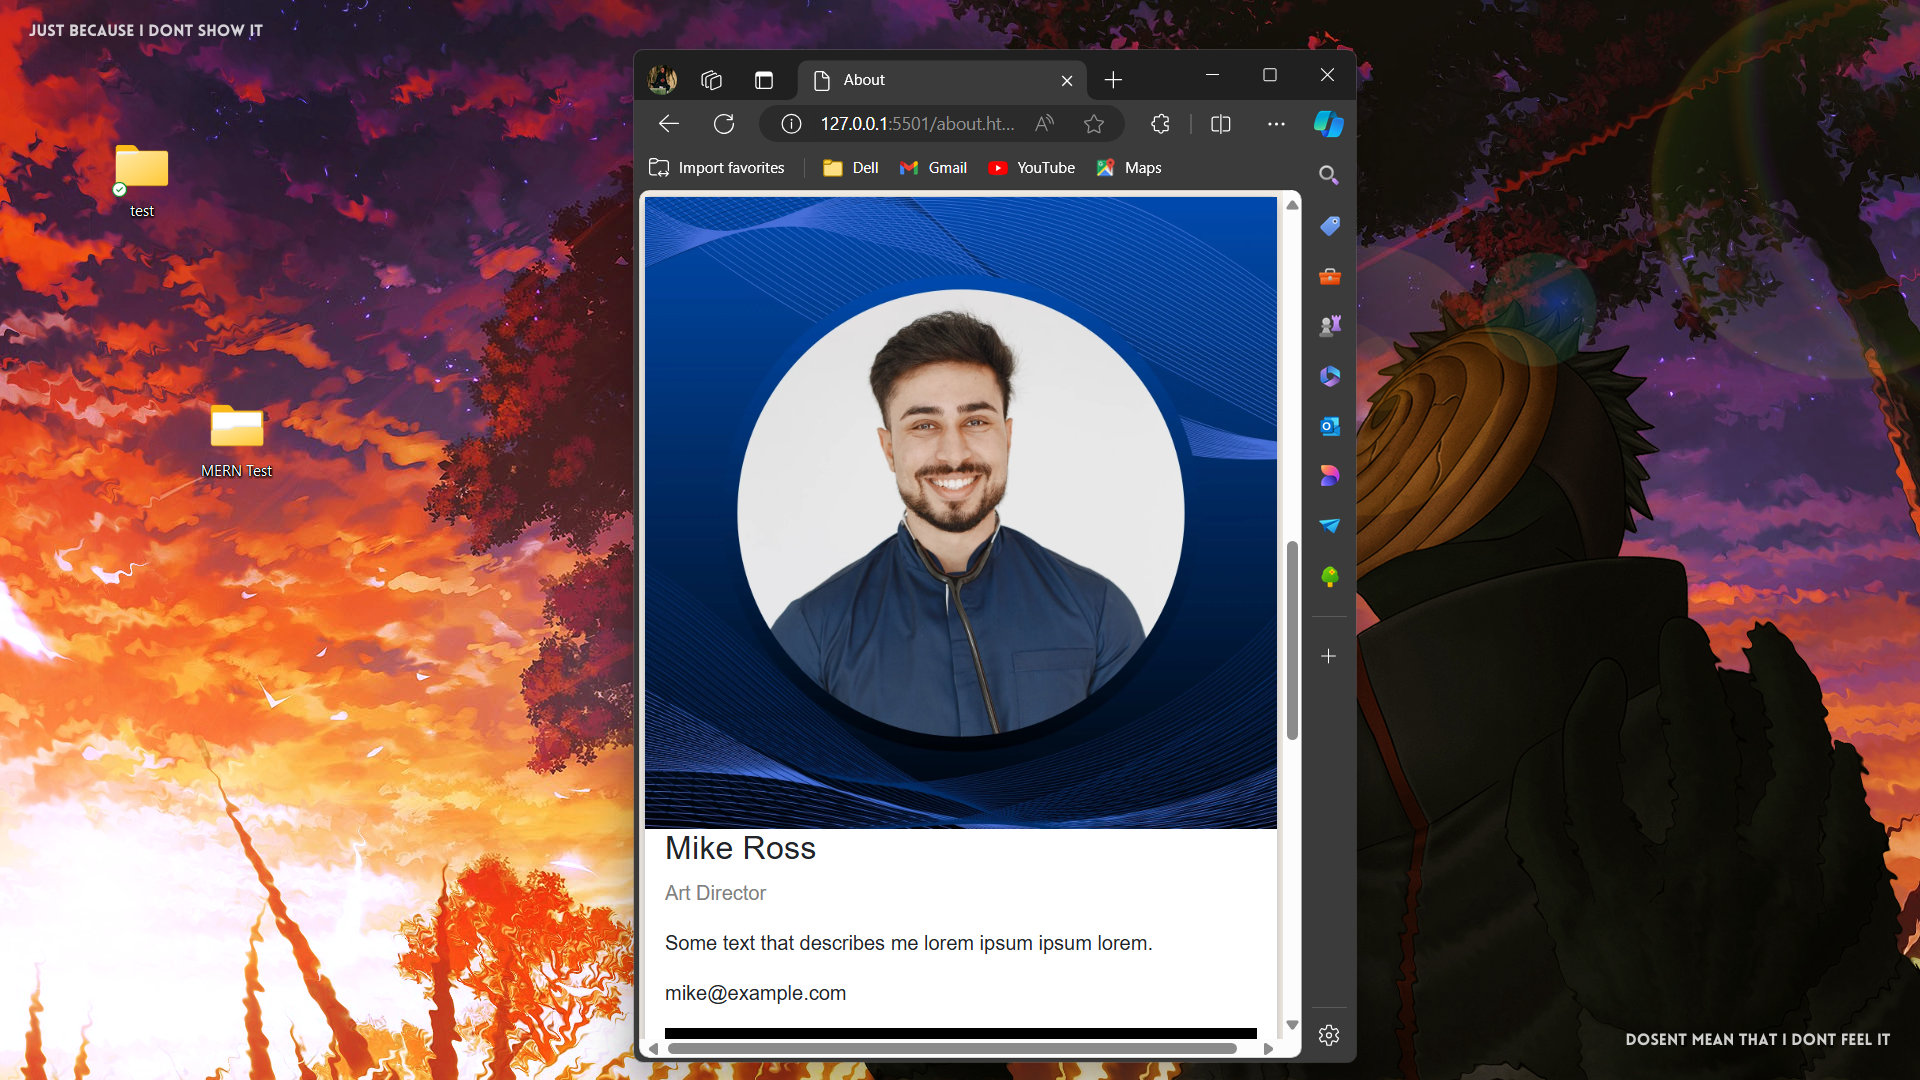 JUST BECAUSE I DONT SHOW IT
About
127.0.0.1:5501/about.ht...
Import favorites
Dell
Gmail
YouTube
Maps
test
MERN Test
Mike Ross
Art Director
Some text that describes me lorem ipsum ipsum lorem.
mike@example.com
DOSENT MEAN THAT I DONT FEEL IT